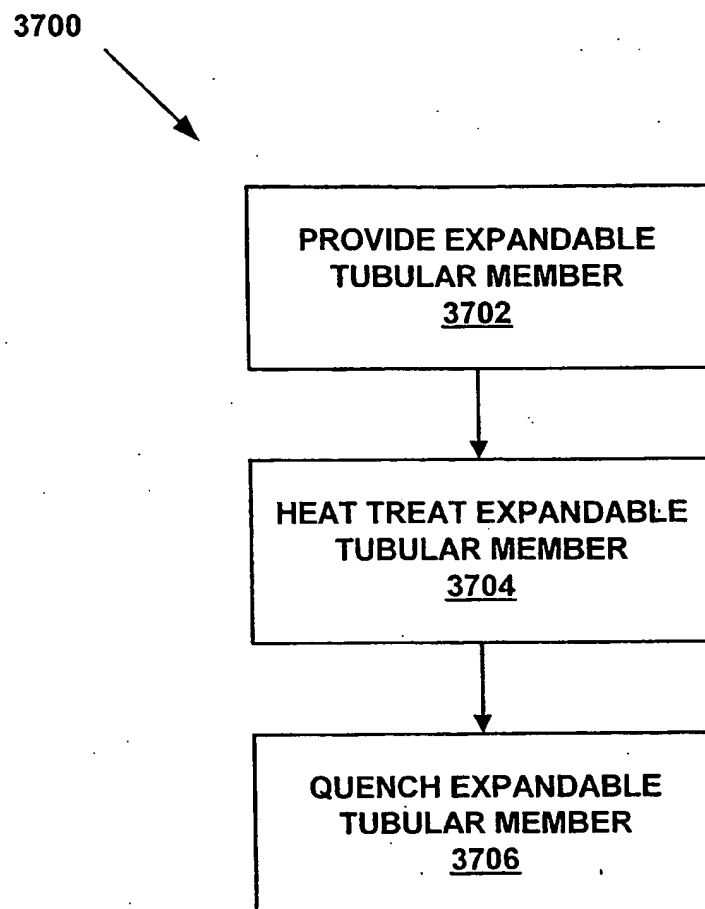 3700
PROVIDE EXPANDABLE
TUBULAR MEMBER
3702
HEAT TREAT EXPANDABLE
TUBULAR MEMBER
3704
QUENCH EXPANDABLE
TUBULAR MEMBER
3706